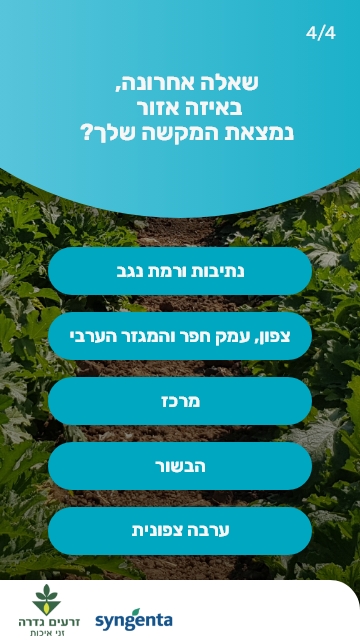 4/4
שאלה אחרונה,
באיזה אזור
נמצאת המקשה שלך?
נתיבות ורמת נגב
צפון, עמק חפר והמגזר הערבי
מרכז
הבשור
ערבה צפונית
זרעים גדרה
זני איכות
syngenta